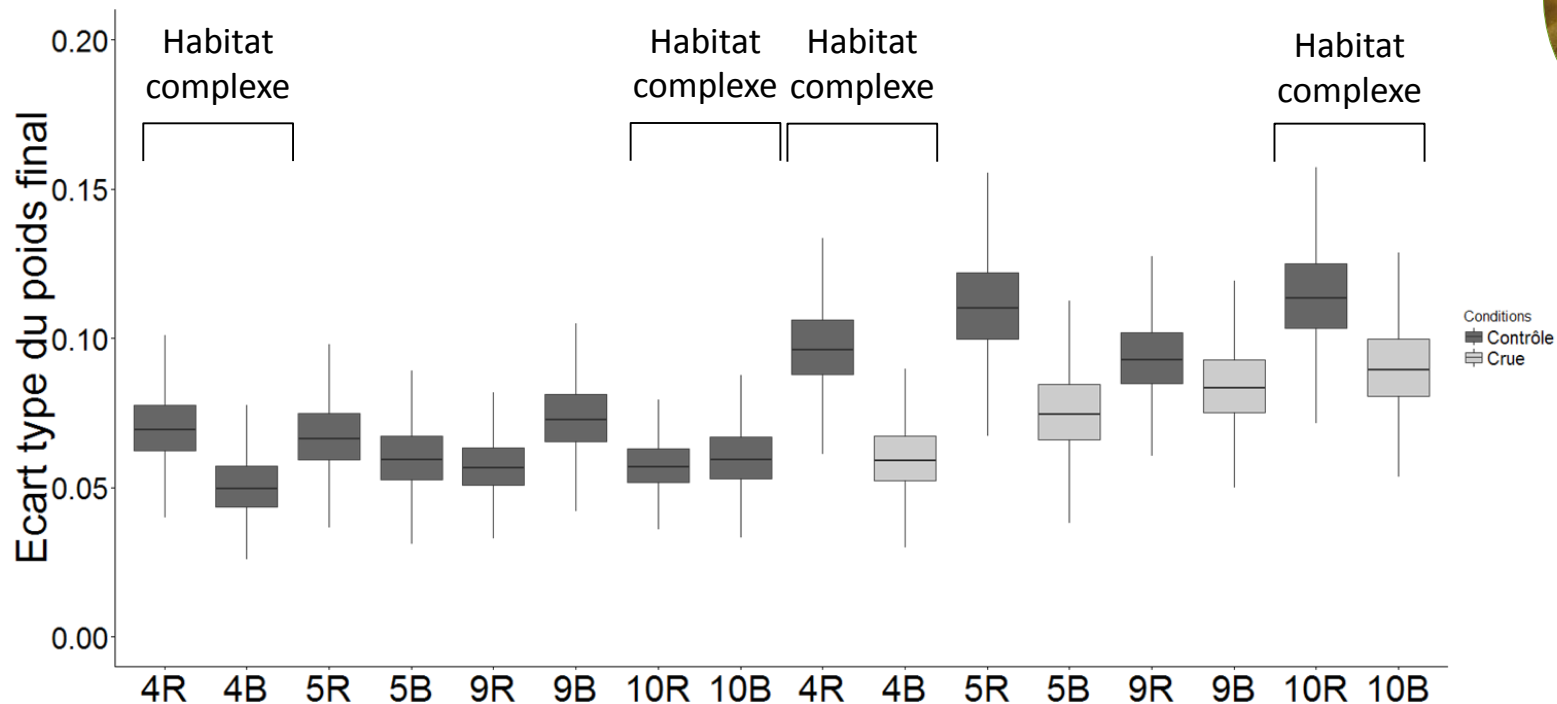 Habitat
complexe
Habitat
complexe
Habitat
complexe
Habitat
complexe
Ecart type du poids final
0.20
0.15
0.10
0.05
0.00
4R 4B 5R 5B 9R 9B 10R 10B 4R 4B 5R 5B 9R 9B 10R 10B
Conditions
Contrôle
Crue